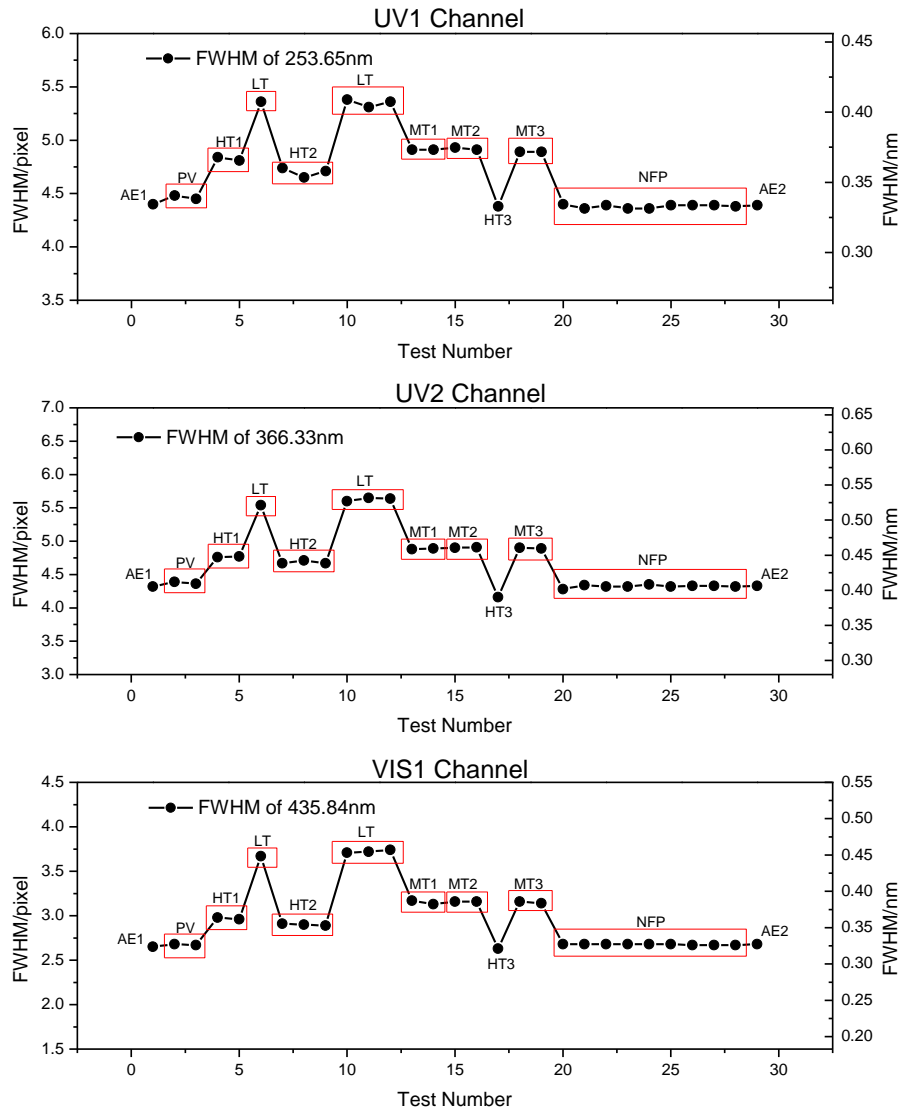 UV1 Channel
FWHM of 253.65nm
FWHM/pixel
6.0
5.5
5.0
4.5
4.0
3.5
0.45
0.40
0.35
0.30
FWHM/nm
AE1
PV
HT1
LT
HT2
LT
MT1
MT2
HT3
MT3
NFP
AE2
0
5
10
15
20
25
30
Test Number
UV2 Channel
FWHM of 366.33nm
FWHM/pixel
7.0
6.5
6.0
5.5
5.0
4.5
4.0
3.5
3.0
0.65
0.60
0.55
0.50
0.45
0.40
0.35
0.30
FWHM/nm
AE1
PV
HT1
LT
HT2
LT
MT1
MT2
HT3
MT3
NFP
AE2
0
5
10
15
20
25
30
Test Number
VIS1 Channel
FWHM of 435.84nm
FWHM/pixel
4.5
4.0
3.5
3.0
2.5
2.0
1.5
0.55
0.50
0.45
0.40
0.35
0.30
0.25
0.20
FWHM/nm
AE1
PV
HT1
LT
HT2
LT
MT1
MT2
HT3
MT3
NFP
AE2
0
5
10
15
20
25
30
Test Number